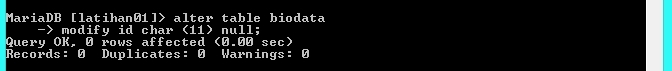 MariaDB [latihan01]> alter table biodata
    -> modify id char (11) null;
Query OK, 0 rows affected (0.00 sec)
Records: 0  Duplicates: 0  Warnings: 0